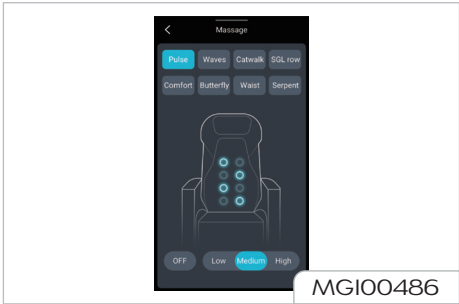 Massage
Pulse Waves Catwalk SGL row
Comfort Butterfly Waist Serpent
OFF Low Medium High
MGI00486